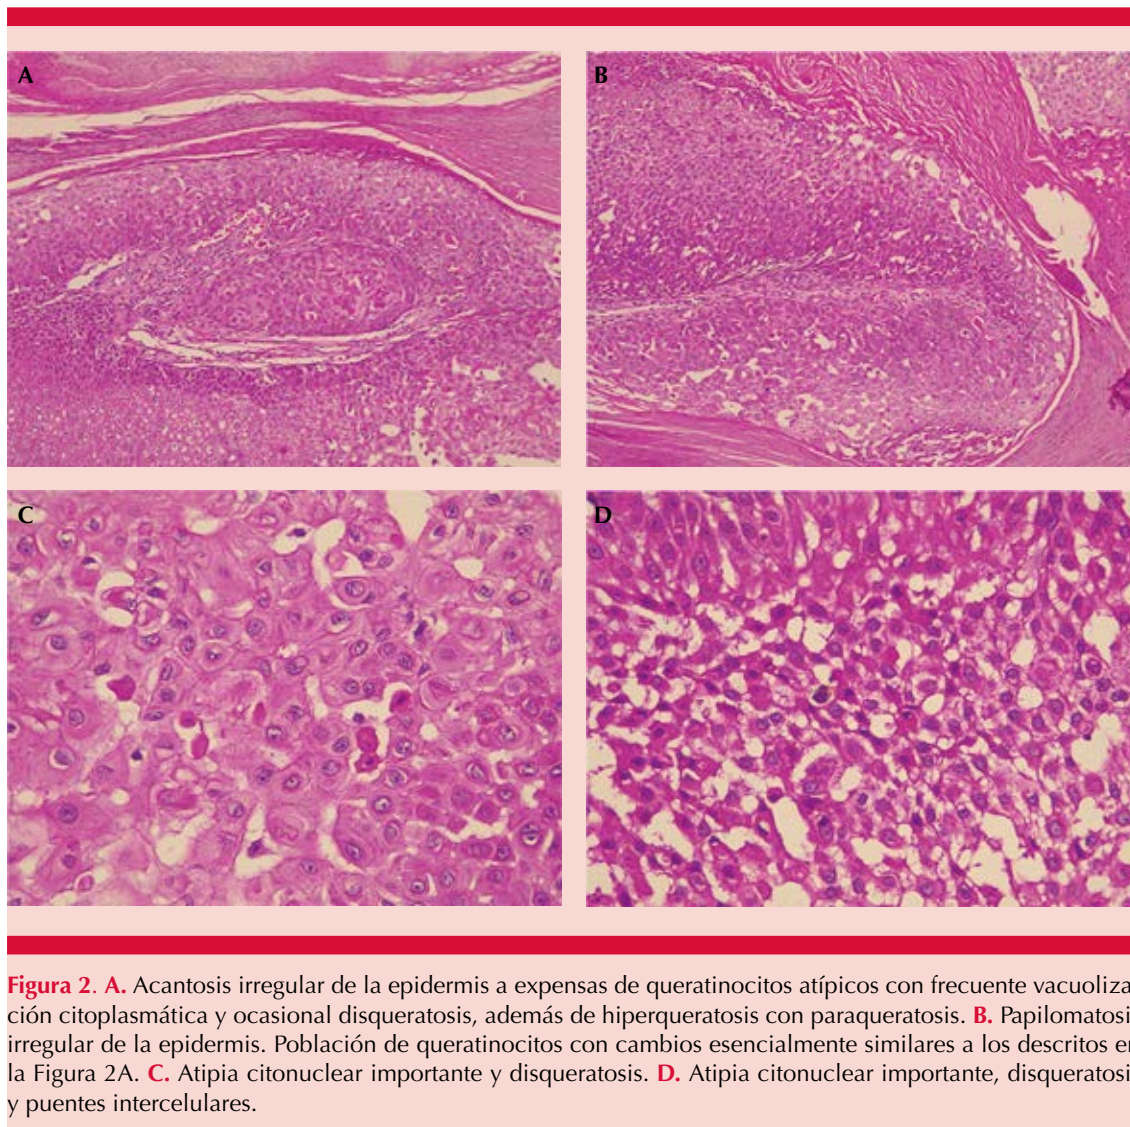 A
B
C
D
Figura 2. A. Acantosis irregular de la epidermis a expensas de queratinocitos atípicos con frecuente vacuoliza
ción citoplasmática y ocasional disqueratosis, además de hiperqueratosis con paraqueratosis. B. Papilomatosi
irregular de la epidermis. Población de queratinocitos con cambios esencialmente similares a los descritos en
la Figura 2A. C. Atipia citonuclear importante y disqueratosis. D. Atipia citonuclear importante, disqueratosi
y puentes intercelulares.